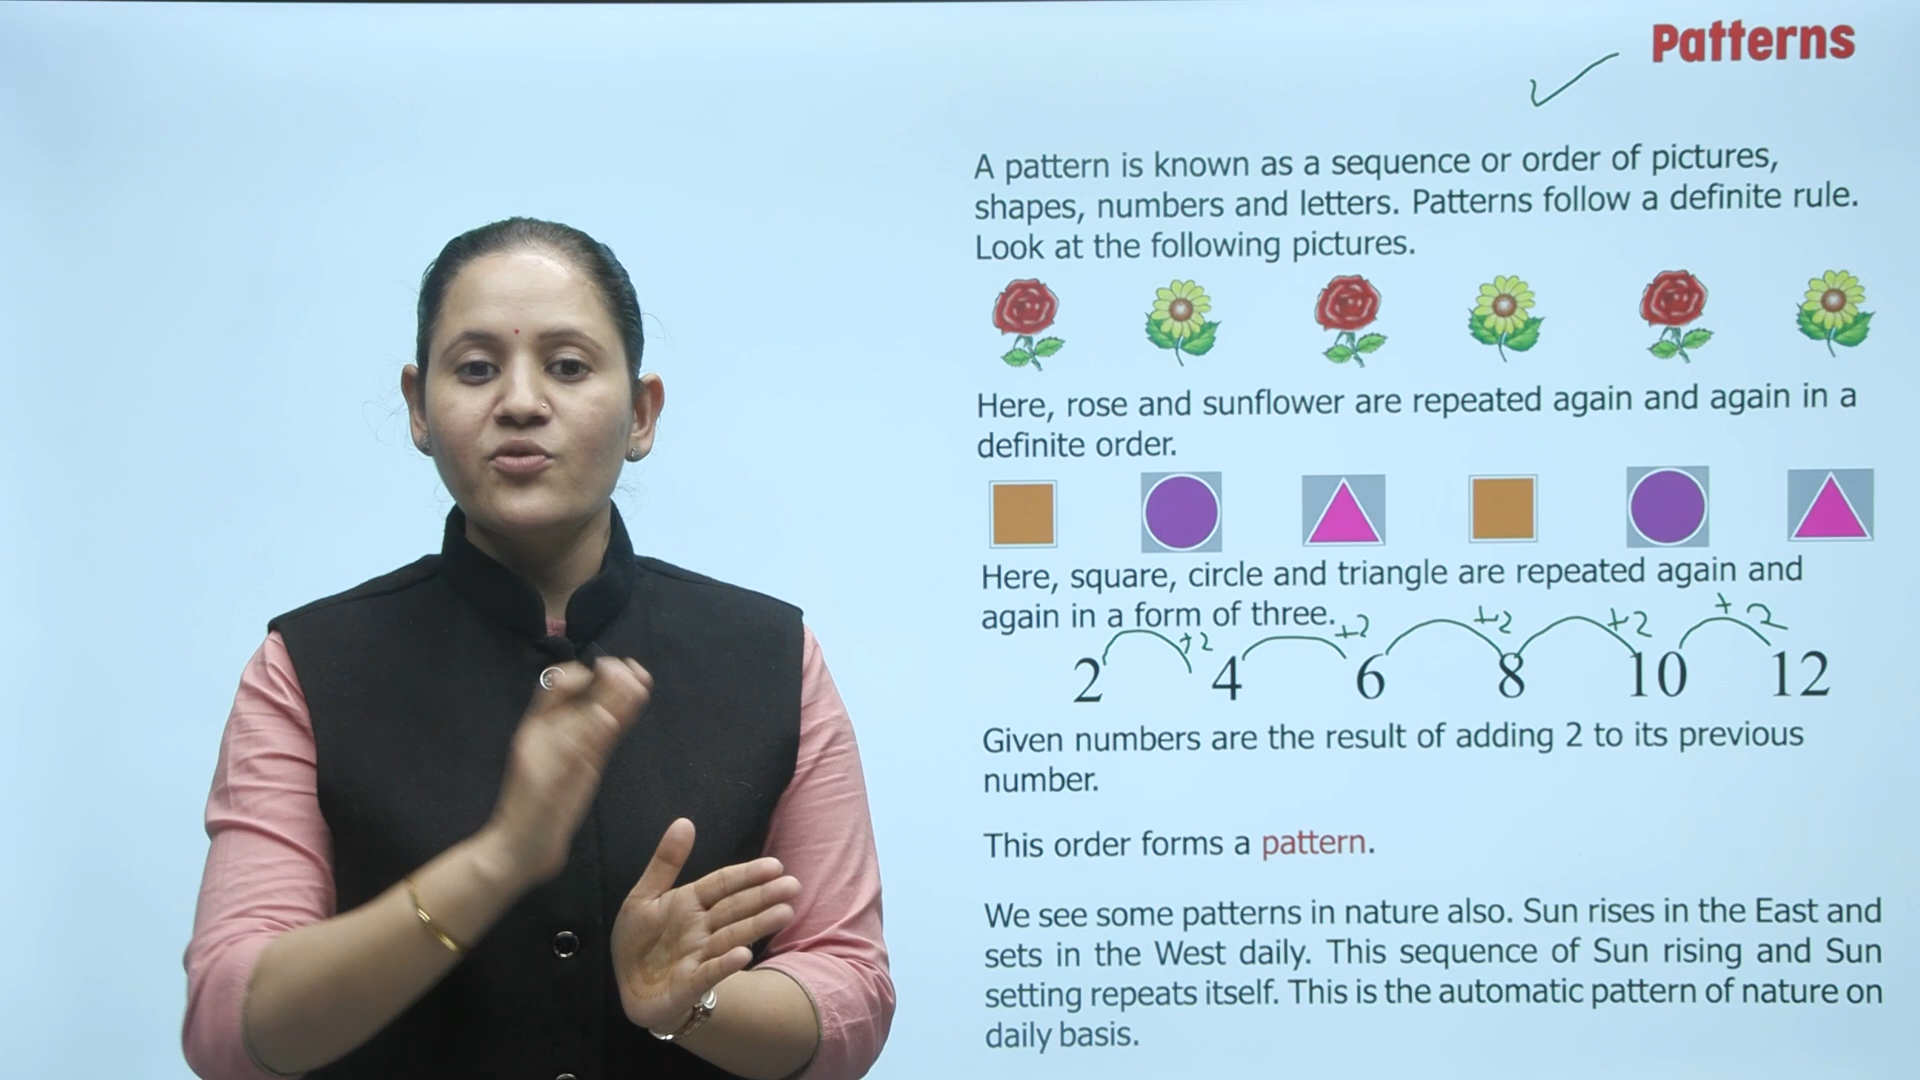 Patterns
A pattern is known as a sequence or order of pictures,
shapes, numbers and letters. Patterns follow a definite rule.
Look at the following pictures.
Here, rose and sunflower are repeated again and again in a
definite order.
Here, square, circle and triangle are repeated again and
again in a form of three.
+2 +2 +2 +2 +2
2 4 6 8 10 12
Given numbers are the result of adding 2 to its previous
number.
This order forms a pattern.
We see some patterns in nature also. Sun rises in the East and
sets in the West daily. This sequence of Sun rising and Sun
setting repeats itself. This is the automatic pattern of nature on
daily basis.